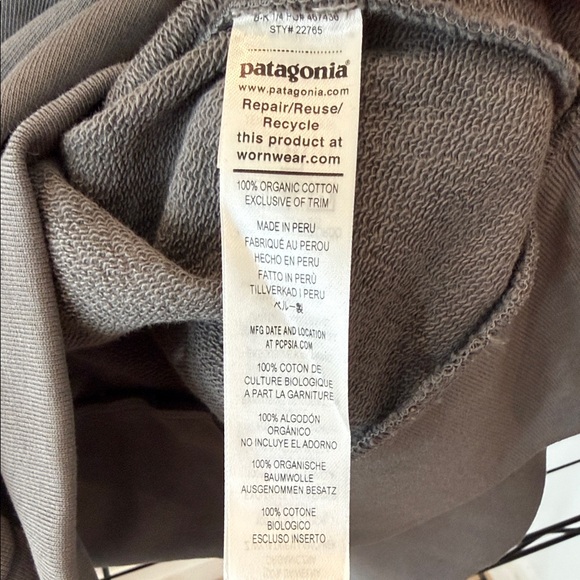 STY# 22765
patagonia®
www.patagonia.com
Repair/Reuse/
Recycle
this product at
wornwear.com
100% ORGANIC COTTON
EXCLUSIVE OF TRIM
MADE IN PERU
FABRIQUÉ AU PEROU
HECHO EN PERU
FATTO IN PERÙ
TILLVERKAD I PERU
ペルー製
MFG DATE AND LOCATION
AT PCPSIA.COM
100% COTON DE
CULTURE BIOLOGIQUE
A PART LA GARNITURE
100% ALGODÓN
ORGÁNICO
NO INCLUYE EL ADORNO
100% ORGANISCHE
BAUMWOLLE
AUSGENOMMEN BESATZ
100% COTONE
BIOLOGICO
ESCLUSO INSERTO